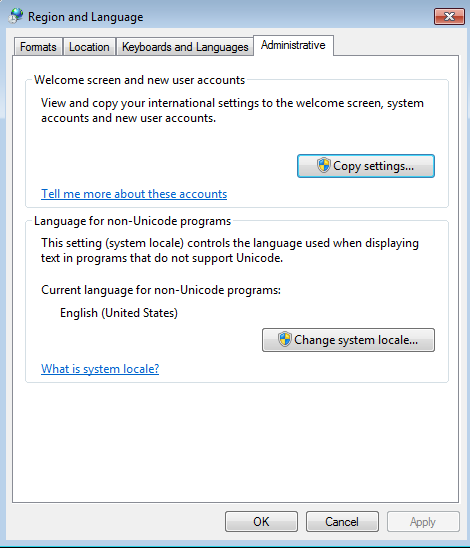 Region and Language
Formats Location Keyboards and Languages Administrative
Welcome screen and new user accounts
View and copy your international settings to the welcome screen, system
accounts and new user accounts.
Copy settings...
Tell me more about these accounts
Language for non-Unicode programs
This setting (system locale) controls the language used when displaying
text in programs that do not support Unicode.
Current language for non-Unicode programs:
English (United States)
Change system locale...
What is system locale?
OK Cancel Apply